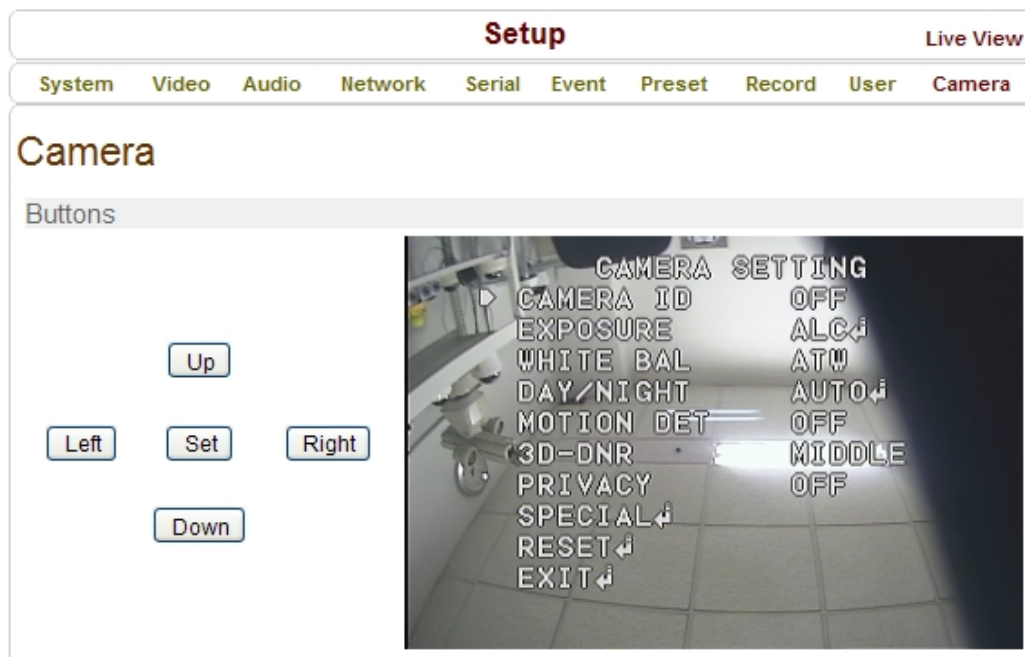 Setup
Live View
System Video Audio Network Serial Event Preset Record User Camera
Camera
Buttons
Up
Left Set Right
Down
CAMERA SETTING
CAMERA ID OFF
EXPOSURE ALC↲
WHITE BAL ATW
DAY/NIGHT AUTO↲
MOTION DET OFF
3D-DNR MIDDLE
PRIVACY OFF
SPECIAL↲
RESET↲
EXIT↲